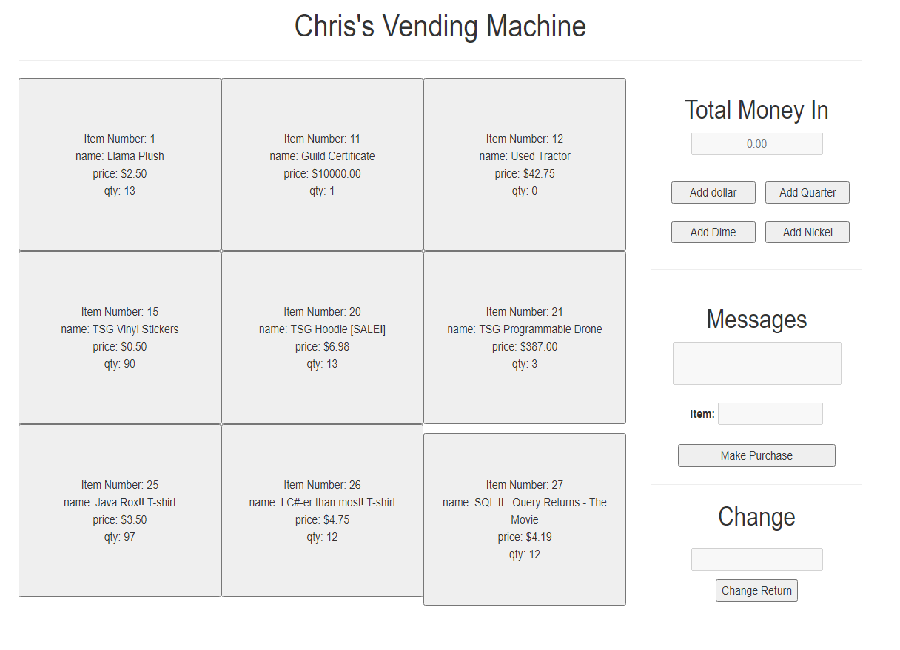 Chris's Vending Machine
Item Number: 1
name: Llama Plush
price: $2.50
qty: 13
Item Number: 11
name: Guild Certificate
price: $10000.00
qty: 1
Item Number: 12
name: Used Tractor
price: $42.75
qty: 0
Item Number: 15
name: TSG Vinyl Stickers
price: $0.50
qty: 90
Item Number: 20
name: TSG Hoodie [SALE!]
price: $6.98
qty: 13
Item Number: 21
name: TSG Programmable Drone
price: $387.00
qty: 3
Item Number: 25
name: Java Rox!! T-shirt
price: $3.50
qty: 97
Item Number: 26
name: I C#-er than most! T-shirt
price: $4.75
qty: 12
Item Number: 27
name: SQL II: Query Returns - The
Movie
price: $4.19
qty: 12
Total Money In
0.00
Add dollar
Add Quarter
Add Dime
Add Nickel
Messages
Item:
Make Purchase
Change
Change Return